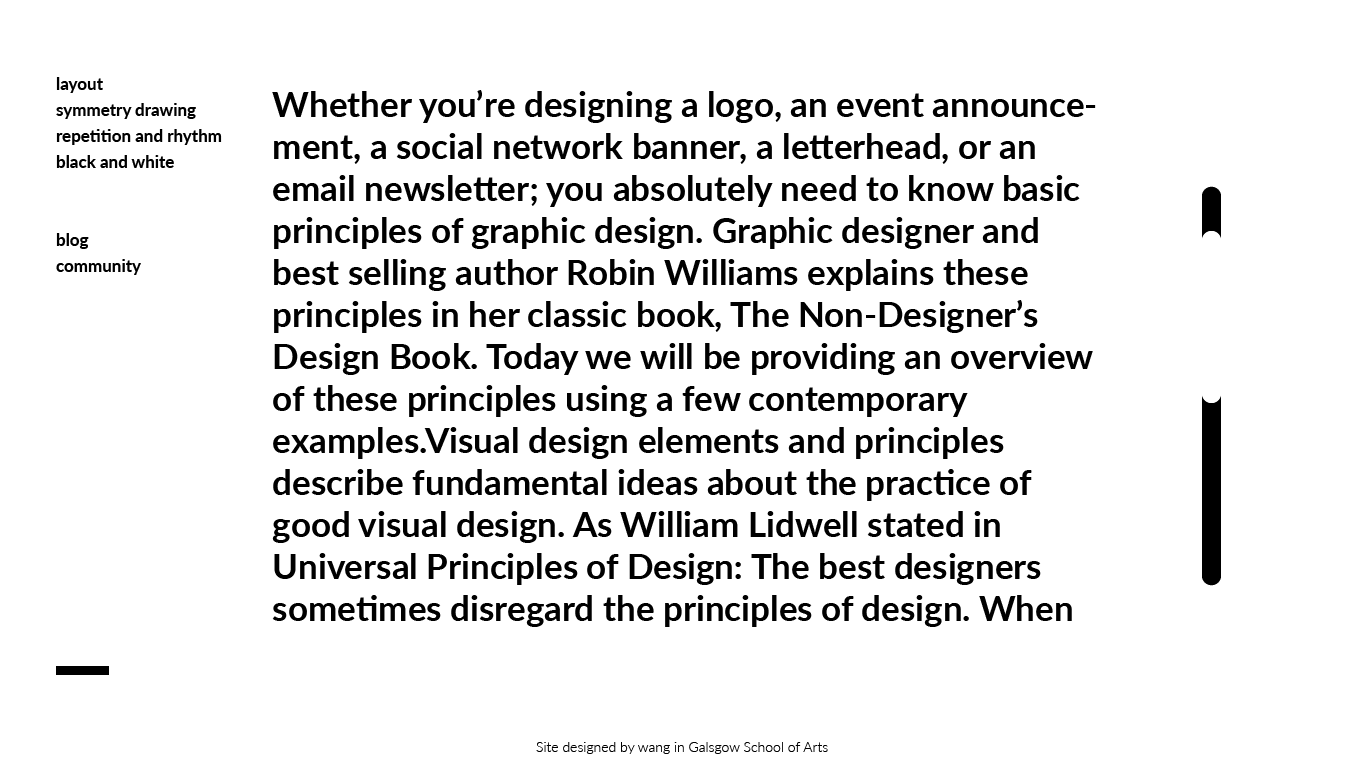 layout
symmetry drawing
repetition and rhythm
black and white
blog
community
Whether you’re designing a logo, an event announce-
ment, a social network banner, a letterhead, or an
email newsletter; you absolutely need to know basic
principles of graphic design. Graphic designer and
best selling author Robin Williams explains these
principles in her classic book, The Non-Designer’s
Design Book. Today we will be providing an overview
of these principles using a few contemporary
examples.Visual design elements and principles
describe fundamental ideas about the practice of
good visual design. As William Lidwell stated in
Universal Principles of Design: The best designers
sometimes disregard the principles of design. When
Site designed by wang in Galsgow School of Arts